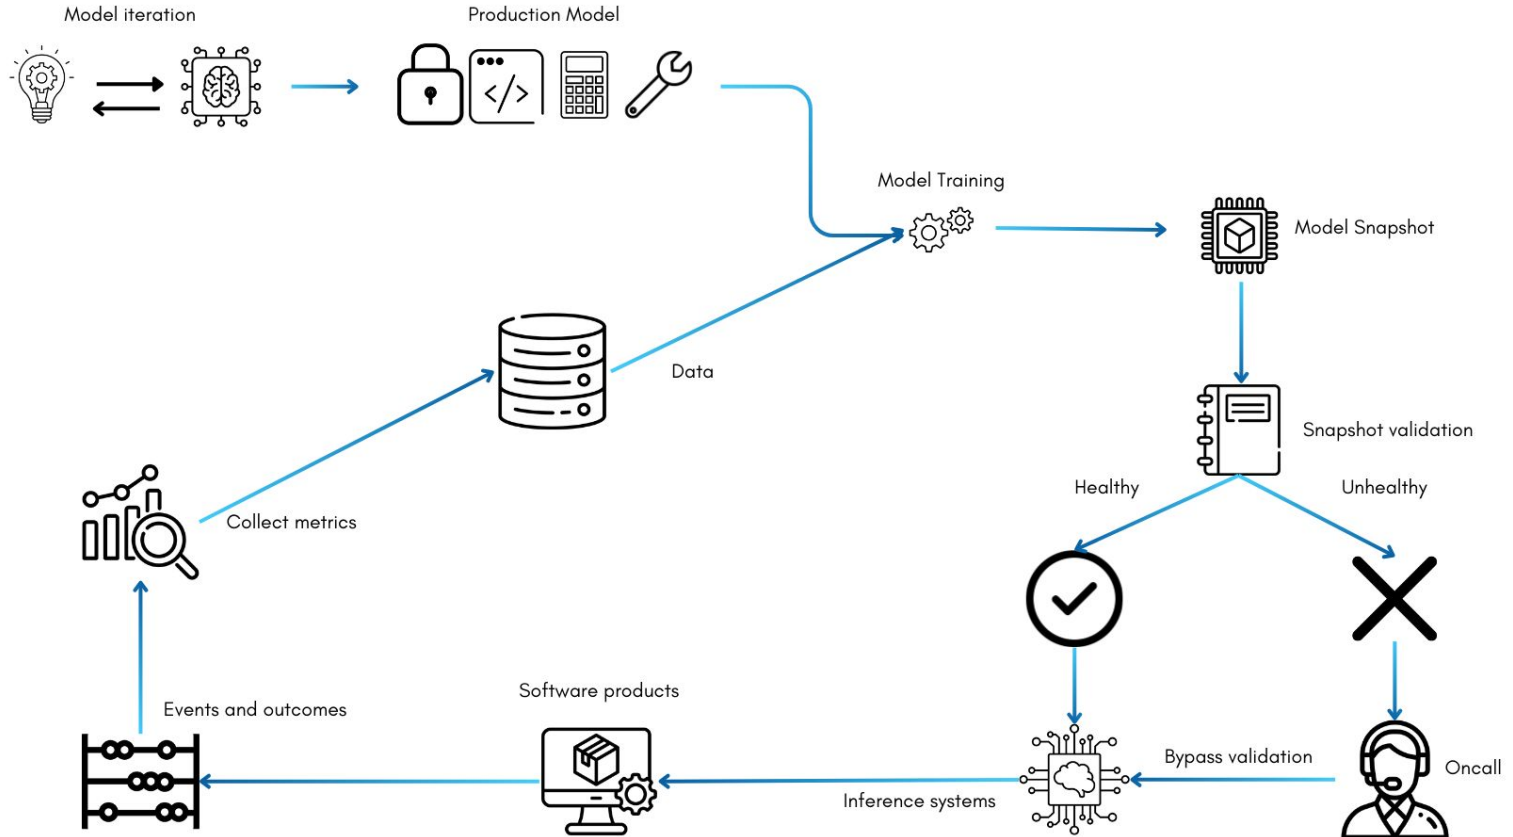 Model iteration
Production Model
</>
Model Training
Model Snapshot
Data
Snapshot validation
Healthy
Unhealthy
Collect metrics
Software products
Events and outcomes
Bypass validation
Oncall
Inference systems